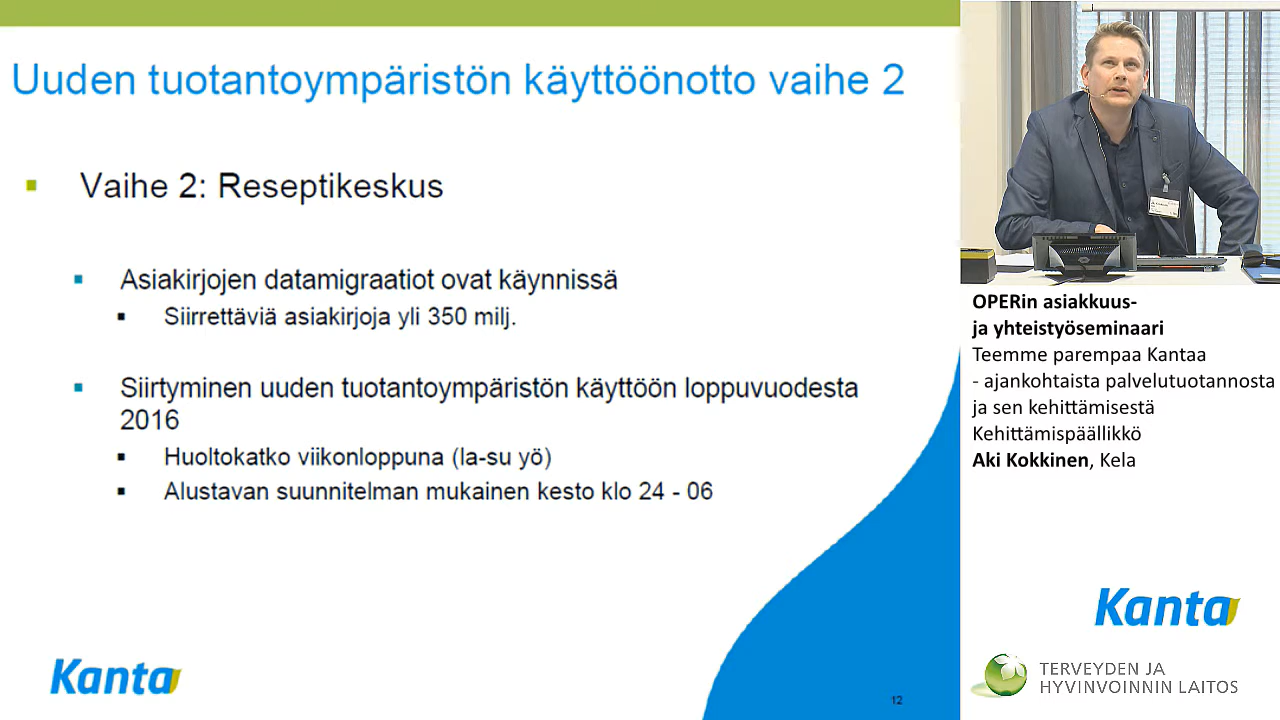 Uuden tuotantoympäristön käyttöönotto vaihe 2
Vaihe 2: Reseptikeskus
Asiakirjojen datamigraatiot ovat käynnissä
Siirrettäviä asiakirjoja yli 350 milj.
Siirtyminen uuden tuotantoympäristön käyttöön loppuvuodesta
2016
Huoltokatko viikonloppuna (la-su yö)
Alustavan suunnitelman mukainen kesto klo 24 - 06
Kanta
12
OPERin asiakkuus-
ja yhteistyöseminaari
Teemme parempaa Kantaa
- ajankohtaista palvelutuotannosta
ja sen kehittämisestä
Kehittämispäällikkö
Aki Kokkinen, Kela
Kanta
TERVEYDEN JA
HYVINVOINNIN LAITOS